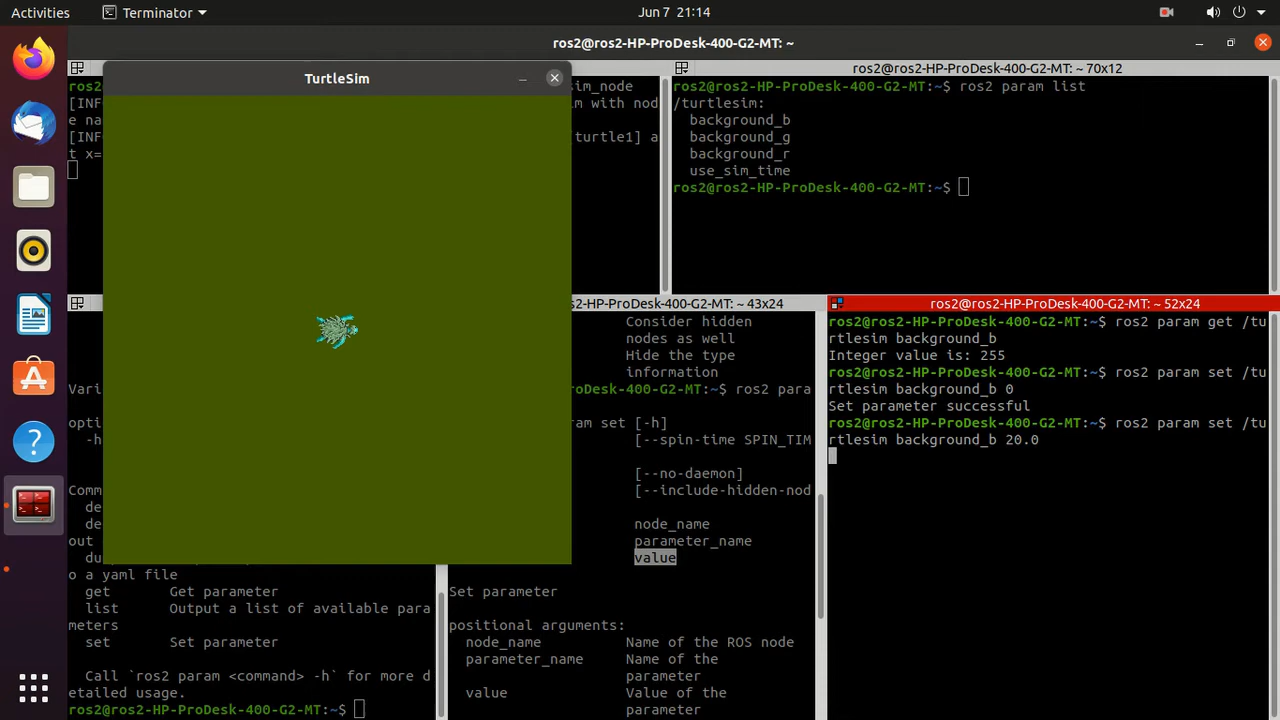 Activities
Terminator
Jun 7 21:14
ros2@ros2-HP-ProDesk-400-G2-MT: ~
TurtleSim
ros2@ros2-HP-ProDesk-400-G2-MT: ~ 70x12
ros
sim_node
[INF
m with nod
e na
[INF
[turtle1] a
t x=
ros2@ros2-HP-ProDesk-400-G2-MT:~$ ros2 param list
/turtlesim:
background_b
background_g
background_r
use_sim_time
ros2@ros2-HP-ProDesk-400-G2-MT:~$
Vari
opti
-h
Comm
de
de
out
du
o a yaml file
get Get parameter
list Output a list of available para
meters
set Set parameter
Call `ros2 param <command> -h` for more d
etailed usage.
ros2@ros2-HP-ProDesk-400-G2-MT:~$
os2-HP-ProDesk-400-G2-MT: ~ 43x24
Consider hidden
nodes as well
Hide the type
information
oDesk-400-G2-MT:~$ ros2 para
am set [-h]
[--spin-time SPIN_TIM
[--no-daemon]
[--include-hidden-nod
node_name
parameter_name
value
Set parameter
positional arguments:
node_name Name of the ROS node
parameter_name Name of the
parameter
value Value of the
parameter
ros2@ros2-HP-ProDesk-400-G2-MT: ~ 52x24
ros2@ros2-HP-ProDesk-400-G2-MT:~$ ros2 param get /tu
rtlesim background_b
Integer value is: 255
ros2@ros2-HP-ProDesk-400-G2-MT:~$ ros2 param set /tu
rtlesim background_b 0
Set parameter successful
ros2@ros2-HP-ProDesk-400-G2-MT:~$ ros2 param set /tu
rtlesim background_b 20.0